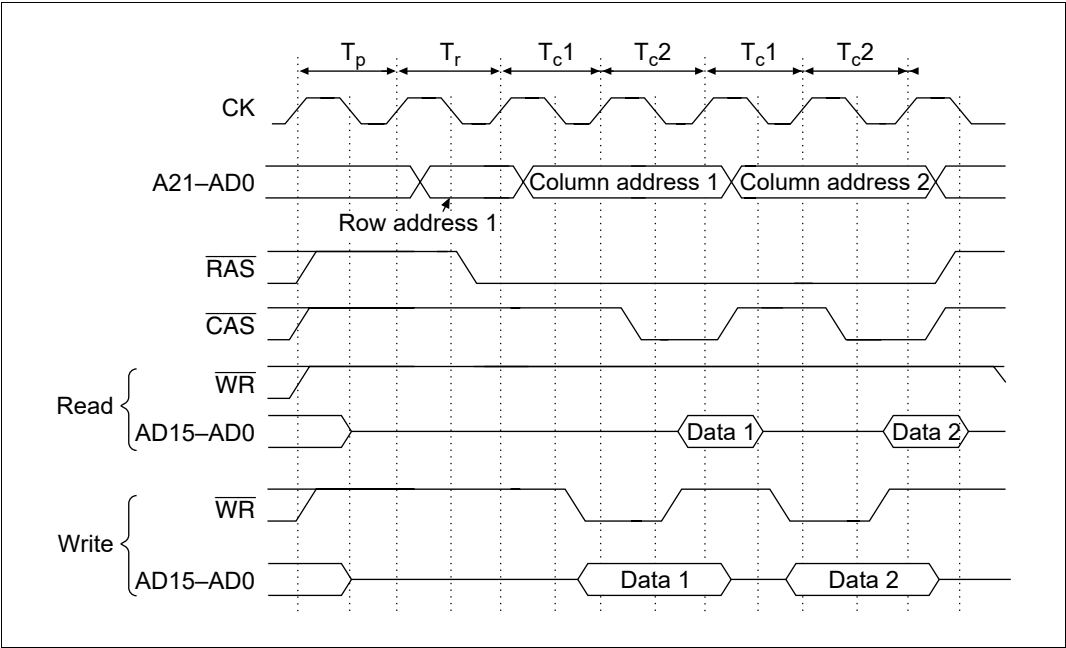 Tp Tr Tc1 Tc2 Tc1 Tc2
CK
A21–AD0 Column address 1 Column address 2
Row address 1
RAS
CAS
Read WR
AD15–AD0 Data 1 Data 2
Write WR
AD15–AD0 Data 1 Data 2